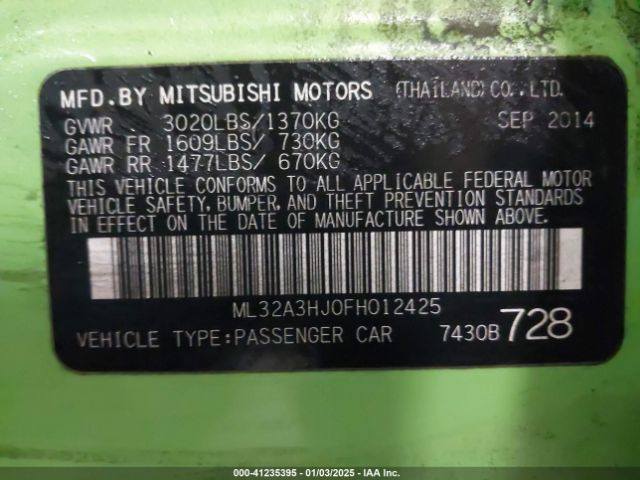 MFD.BY MITSUBISHI MOTORS (THAILAND)CO.,LTD.
GVWR 3020LBS/1370KG SEP 2014
GAWR FR 1609LBS/ 730KG
GAWR RR 1477LBS/ 670KG
THIS VEHICLE CONFORMS TO ALL APPLICABLE FEDERAL MOTOR
VEHICLE SAFETY, BUMPER, AND THEFT PREVENTION STANDARDS
IN EFFECT ON THE DATE OF MANUFACTURE SHOWN ABOVE.
ML32A3HJ0FH012425
VEHICLE TYPE:PASSENGER CAR 7430B 728
000-41235395 - 01/03/2025 - IAA Inc.